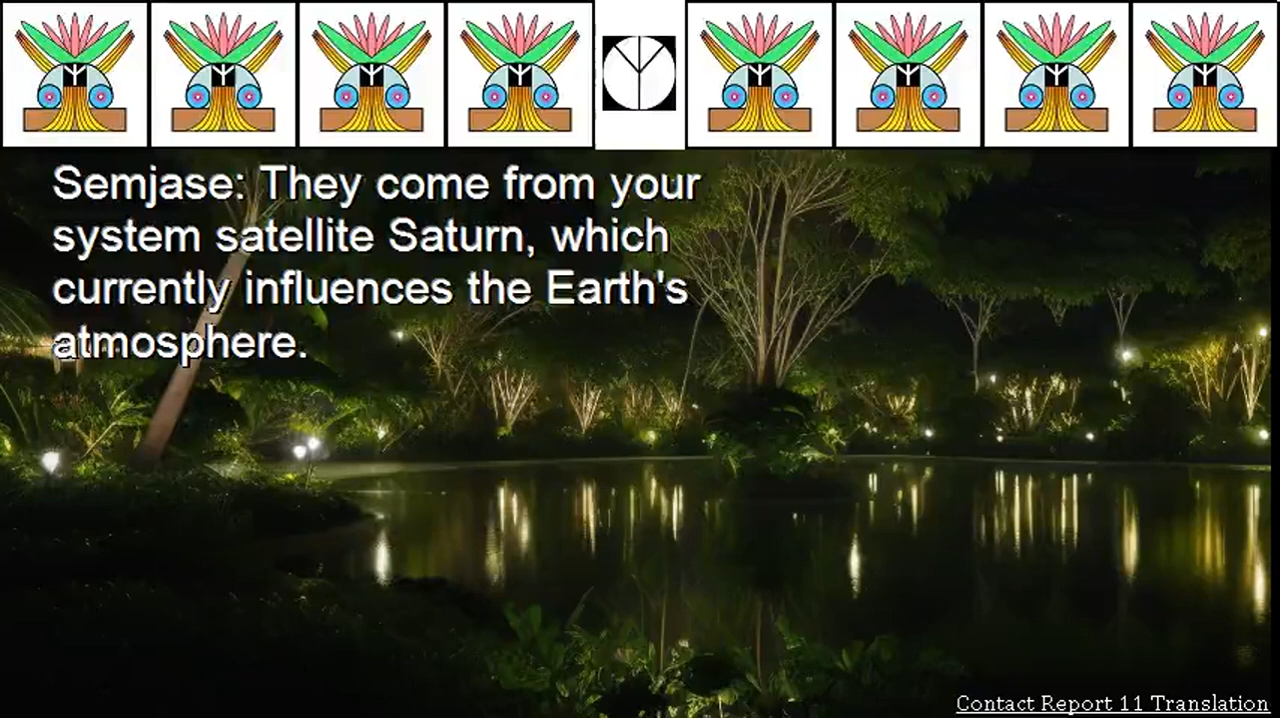 Semjase: They come from your
system satellite Saturn, which
currently influences the Earth's
atmosphere.
Contact Report 11 Translation